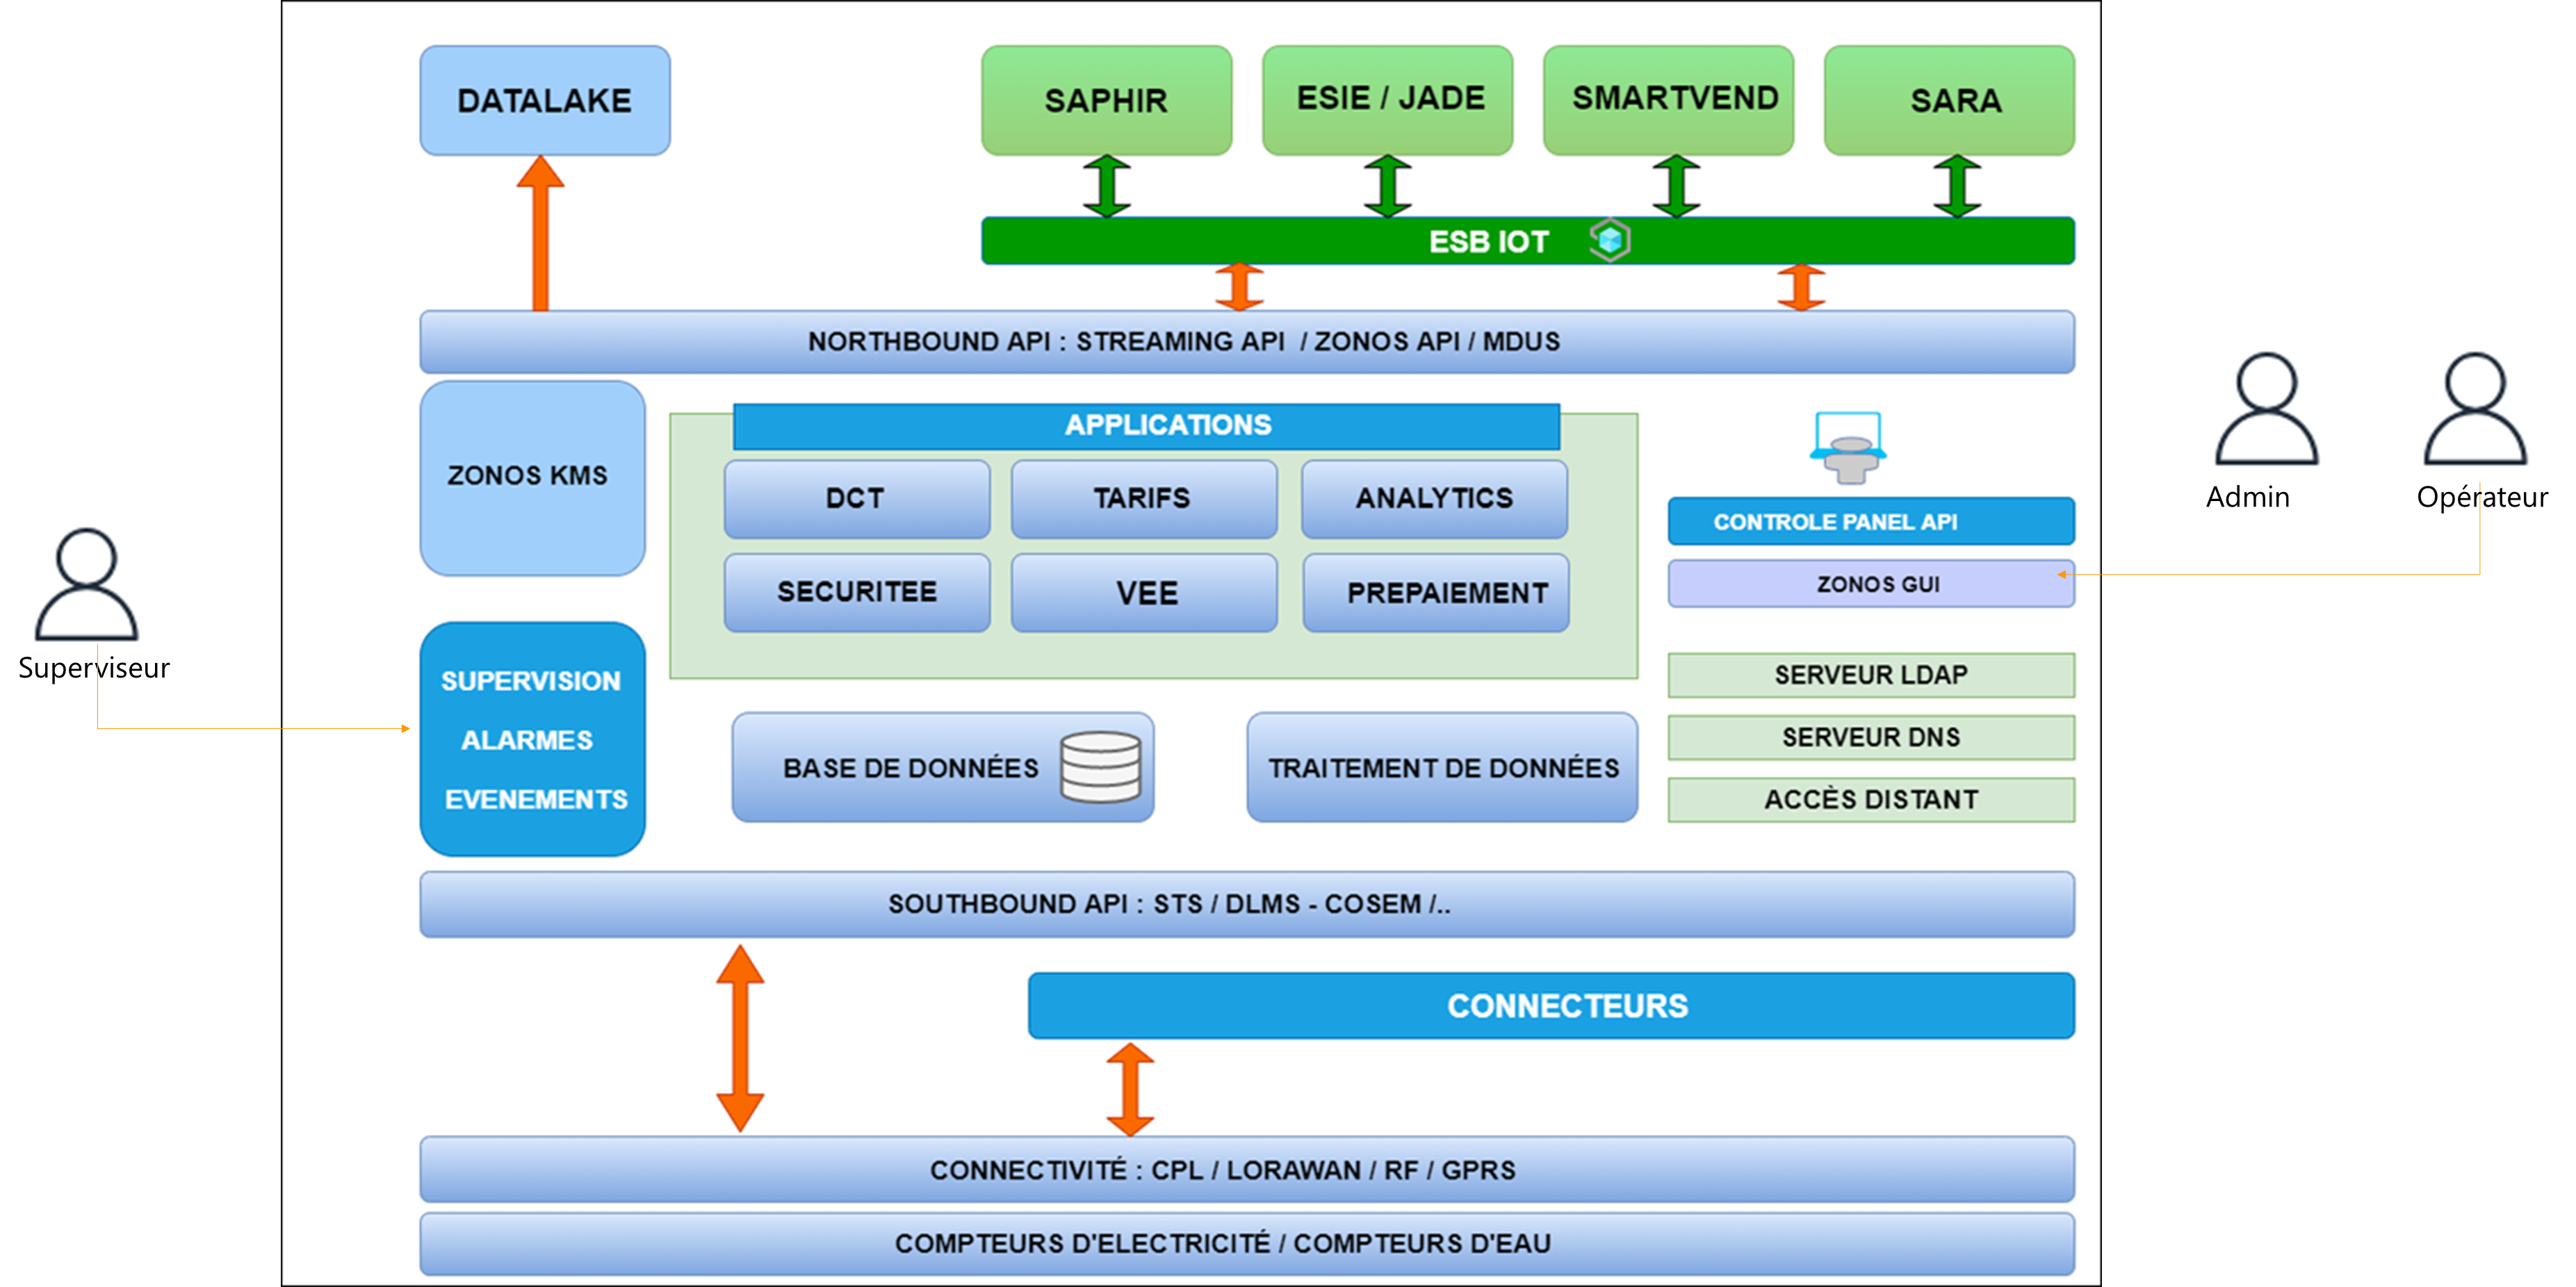 DATALAKE
SAPHIR
ESIE / JADE
SMARTVEND
SARA
ESB IOT
NORTHBOUND API : STREAMING API / ZONOS API / MDUS
ZONOS KMS
APPLICATIONS
DCT
TARIFS
ANALYTICS
SECURITEE
VEE
PREPAIEMENT
CONTROLE PANEL API
ZONOS GUI
Admin
Opérateur
Superviseur
SUPERVISION
ALARMES
EVENEMENTS
BASE DE DONNÉES
TRAITEMENT DE DONNÉES
SERVEUR LDAP
SERVEUR DNS
ACCÈS DISTANT
SOUTHBOUND API : STS / DLMS - COSEM /..
CONNECTEURS
CONNECTIVITÉ : CPL / LORAWAN / RF / GPRS
COMPTEURS D'ELECTRICITÉ / COMPTEURS D'EAU